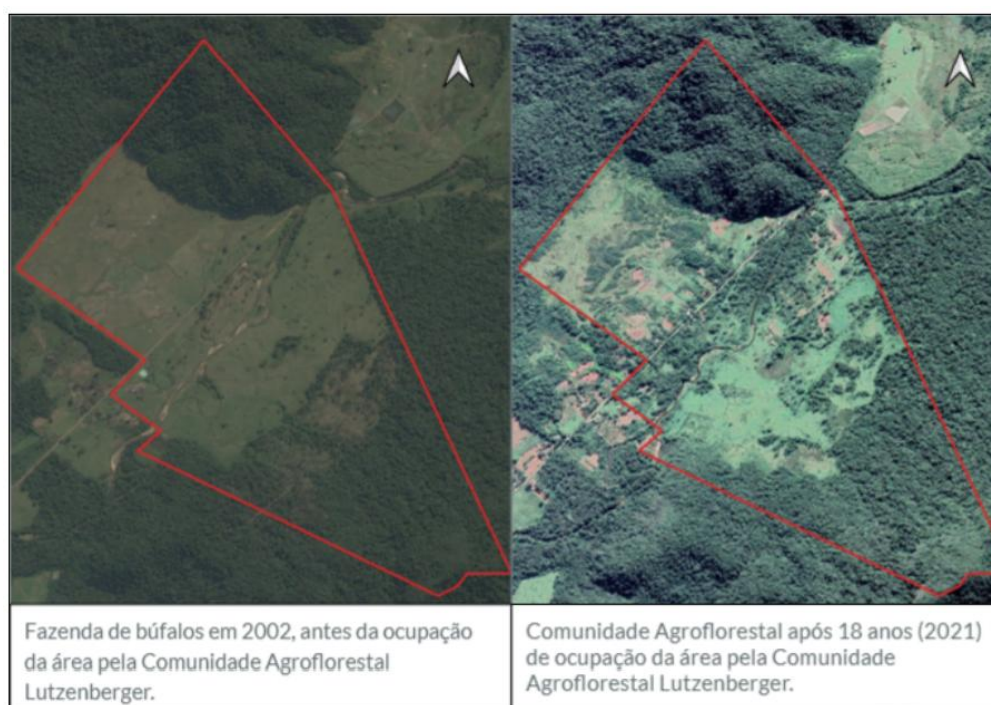 Fazenda de búfalos em 2002, antes da ocupação
da área pela Comunidade Agroflorestal
Lutzenberger.
Comunidade Agroflorestal após 18 anos (2021)
de ocupação da área pela Comunidade
Agroflorestal Lutzenberger.